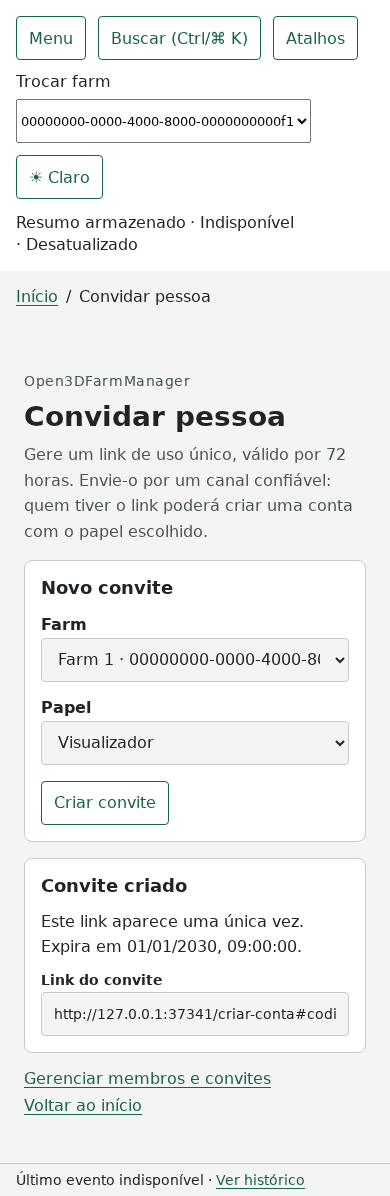 Menu
Buscar (Ctrl/⌘ K)
Atalhos
Trocar farm
00000000-0000-4000-8000-0000000000f1
☀ Claro
Resumo armazenado · Indisponível
· Desatualizado
Início / Convidar pessoa
Open3DFarmManager
Convidar pessoa
Gere um link de uso único, válido por 72
horas. Envie-o por um canal confiável:
quem tiver o link poderá criar uma conta
com o papel escolhido.
Novo convite
Farm
Farm 1 · 00000000-0000-4000-80
Papel
Visualizador
Criar convite
Convite criado
Este link aparece uma única vez.
Expira em 01/01/2030, 09:00:00.
Link do convite
http://127.0.0.1:37341/criar-conta#codi
Gerenciar membros e convites
Voltar ao início
Último evento indisponível · Ver histórico